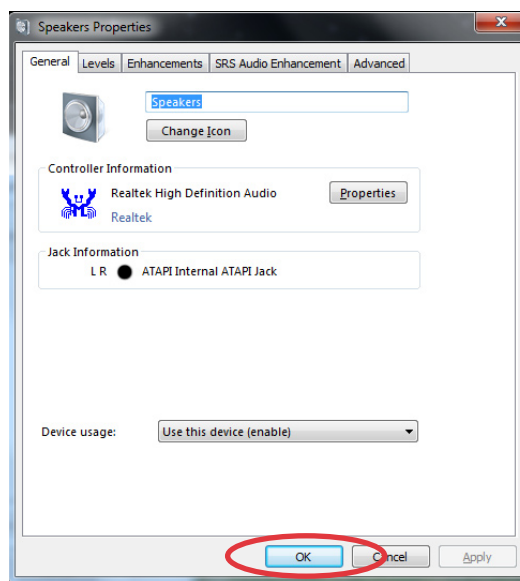 Speakers Properties
General Levels Enhancements SRS Audio Enhancement Advanced
Speakers
Change Icon
Controller Information
Realtek High Definition Audio Properties
Realtek
Jack Information
L R ATAPI Internal ATAPI Jack
Device usage: Use this device (enable)
OK Cancel Apply